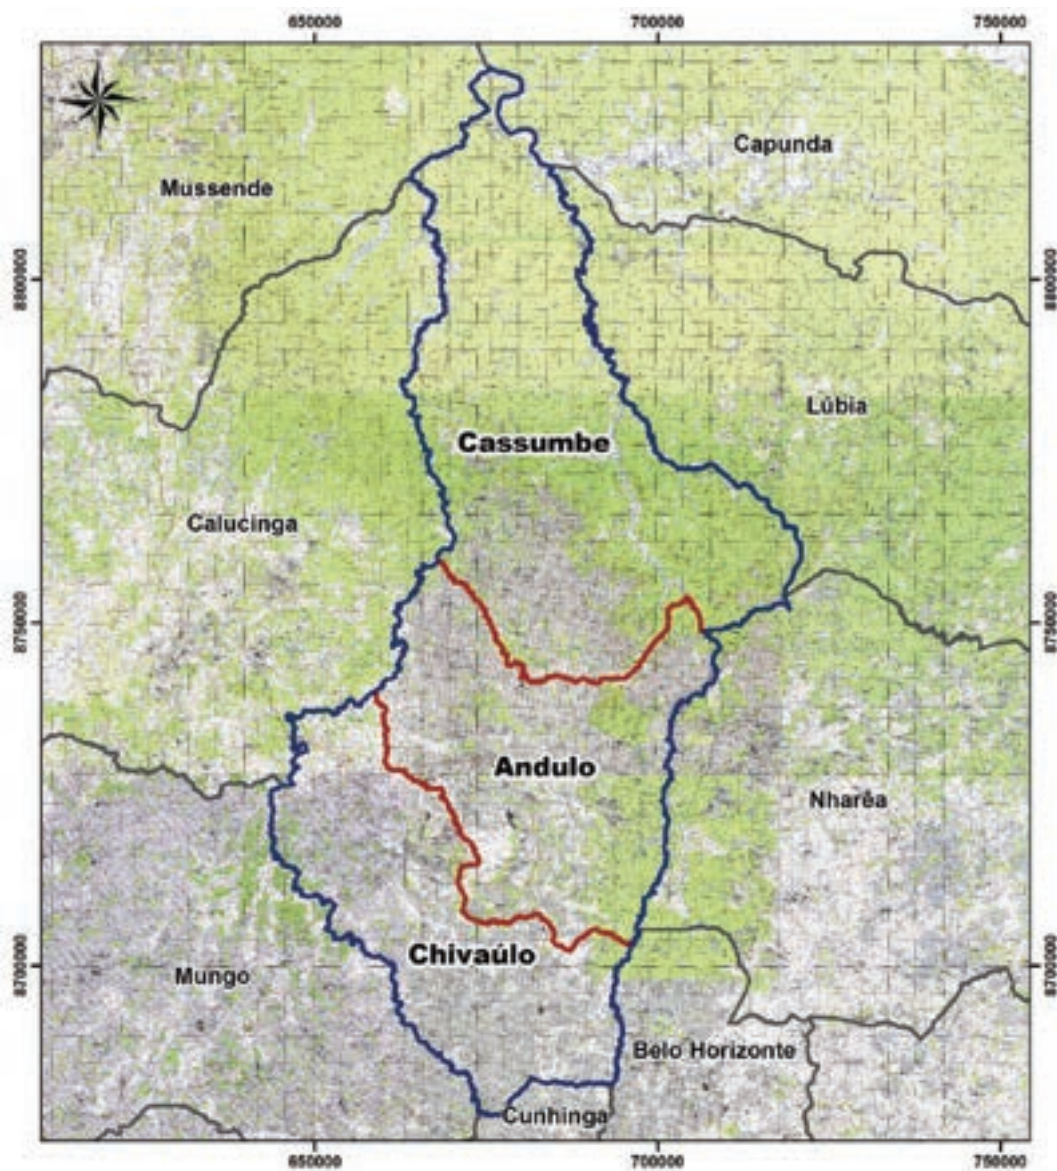 650000 700000 750000
Capunda
Mussende
8800000 8800000
Lúbia
Cassumbe
Calucinga
8750000 8750000
Andulo
Nharêa
Chivaúlo
8700000 8700000
Mungo
Belo Horizonte
Cunhinga
650000 700000 750000